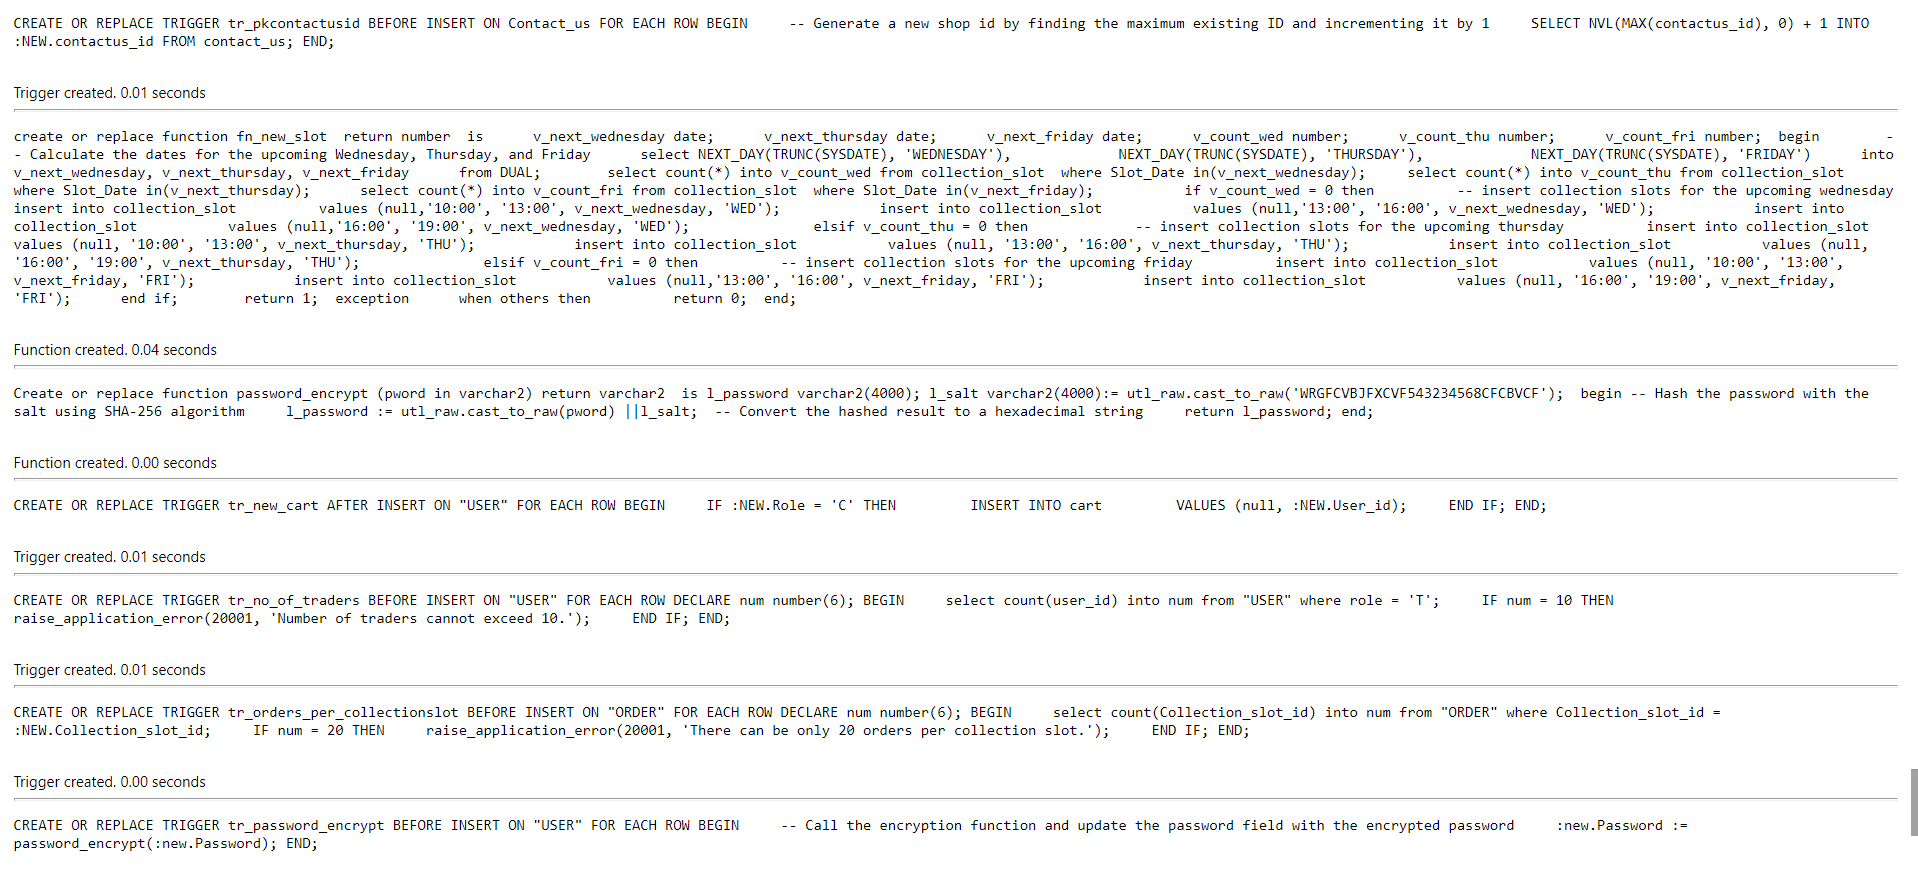 CREATE OR REPLACE TRIGGER tr_pkcontactusid BEFORE INSERT ON Contact_us FOR EACH ROW BEGIN     -- Generate a new shop id by finding the maximum existing ID and incrementing it by 1     SELECT NVL(MAX(contactus_id), 0) + 1 INTO
:NEW.contactus_id FROM contact_us; END;
Trigger created. 0.01 seconds
create or replace function fn_new_slot  return number  is      v_next_wednesday date;      v_next_thursday date;      v_next_friday date;      v_count_wed number;      v_count_thu number;      v_count_fri number;  begin        -
- Calculate the dates for the upcoming Wednesday, Thursday, and Friday      select NEXT_DAY(TRUNC(SYSDATE), 'WEDNESDAY'),             NEXT_DAY(TRUNC(SYSDATE), 'THURSDAY'),             NEXT_DAY(TRUNC(SYSDATE), 'FRIDAY')      into
v_next_wednesday, v_next_thursday, v_next_friday      from DUAL;        select count(*) into v_count_wed from collection_slot  where Slot_Date in(v_next_wednesday);     select count(*) into v_count_thu from collection_slot
where Slot_Date in(v_next_thursday);      select count(*) into v_count_fri from collection_slot  where Slot_Date in(v_next_friday);           if v_count_wed = 0 then          -- insert collection slots for the upcoming wednesday
insert into collection_slot          values (null,'10:00', '13:00', v_next_wednesday, 'WED');            insert into collection_slot           values (null,'13:00', '16:00', v_next_wednesday, 'WED');            insert into
collection_slot           values (null,'16:00', '19:00', v_next_wednesday, 'WED');               elsif v_count_thu = 0 then             -- insert collection slots for the upcoming thursday          insert into collection_slot
values (null, '10:00', '13:00', v_next_thursday, 'THU');            insert into collection_slot           values (null, '13:00', '16:00', v_next_thursday, 'THU');            insert into collection_slot           values (null,
'16:00', '19:00', v_next_thursday, 'THU');               elsif v_count_fri = 0 then          -- insert collection slots for the upcoming friday          insert into collection_slot           values (null, '10:00', '13:00',
v_next_friday, 'FRI');            insert into collection_slot           values (null,'13:00', '16:00', v_next_friday, 'FRI');            insert into collection_slot           values (null, '16:00', '19:00', v_next_friday,
'FRI');      end if;        return 1;  exception      when others then          return 0;  end;
Function created. 0.04 seconds
Create or replace function password_encrypt (pword in varchar2) return varchar2  is l_password varchar2(4000); l_salt varchar2(4000):= utl_raw.cast_to_raw('WRGFCVBJFXCVF543234568CFCBVCF');  begin -- Hash the password with the
salt using SHA-256 algorithm     l_password := utl_raw.cast_to_raw(pword) ||l_salt;  -- Convert the hashed result to a hexadecimal string     return l_password; end;
Function created. 0.00 seconds
CREATE OR REPLACE TRIGGER tr_new_cart AFTER INSERT ON "USER" FOR EACH ROW BEGIN     IF :NEW.Role = 'C' THEN         INSERT INTO cart         VALUES (null, :NEW.User_id);     END IF; END;
Trigger created. 0.01 seconds
CREATE OR REPLACE TRIGGER tr_no_of_traders BEFORE INSERT ON "USER" FOR EACH ROW DECLARE num number(6); BEGIN     select count(user_id) into num from "USER" where role = 'T';     IF num = 10 THEN
raise_application_error(20001, 'Number of traders cannot exceed 10.');     END IF; END;
Trigger created. 0.01 seconds
CREATE OR REPLACE TRIGGER tr_orders_per_collectionslot BEFORE INSERT ON "ORDER" FOR EACH ROW DECLARE num number(6); BEGIN     select count(Collection_slot_id) into num from "ORDER" where Collection_slot_id =
:NEW.Collection_slot_id;     IF num = 20 THEN     raise_application_error(20001, 'There can be only 20 orders per collection slot.');     END IF; END;
Trigger created. 0.00 seconds
CREATE OR REPLACE TRIGGER tr_password_encrypt BEFORE INSERT ON "USER" FOR EACH ROW BEGIN     -- Call the encryption function and update the password field with the encrypted password     :new.Password :=
password_encrypt(:new.Password); END;